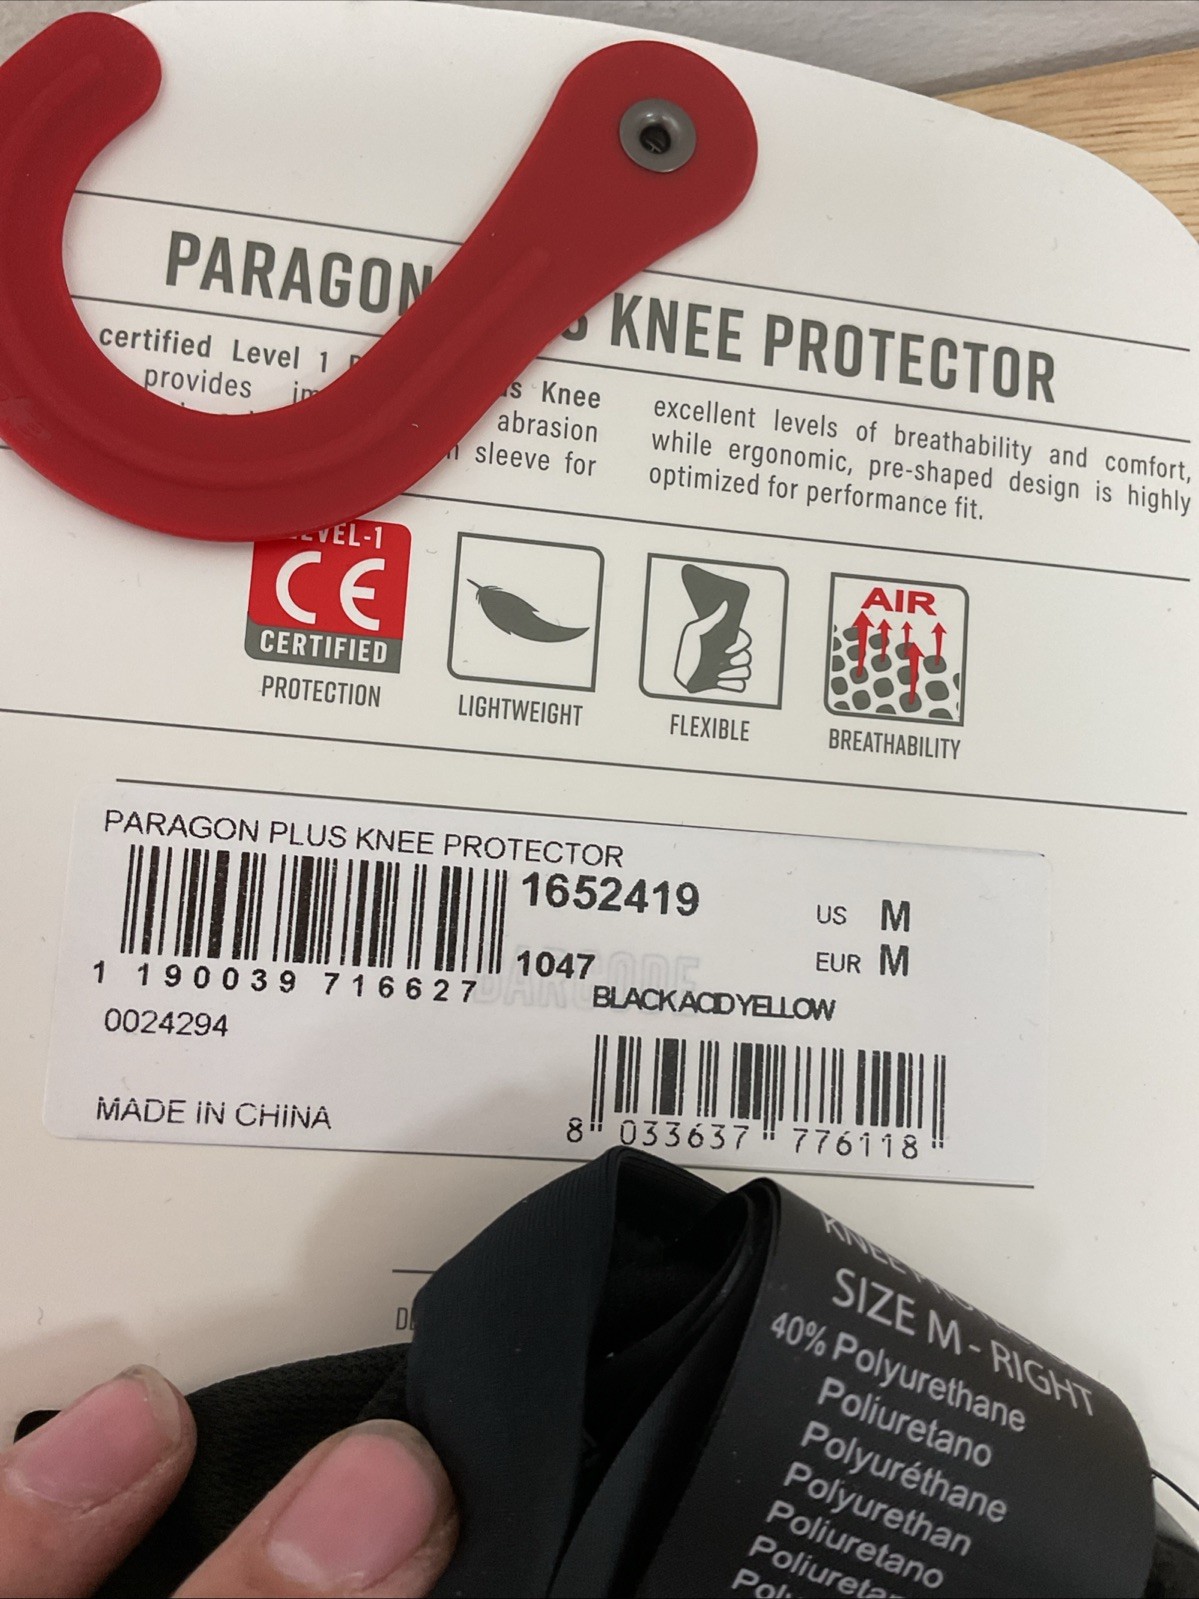 PARAGON KNEE PROTECTOR
certified Level 1
provides
Knee
abrasion
sleeve for
excellent levels of breathability and comfort,
while ergonomic, pre-shaped design is highly
optimized for performance fit.
LEVEL-1
CE
CERTIFIED
PROTECTION
LIGHTWEIGHT
FLEXIBLE
AIR
BREATHABILITY
PARAGON PLUS KNEE PROTECTOR
1652419
US M
EUR M
1047
BLACK ACID YELLOW
BARCODE
1 190039 716627
0024294
MADE IN CHINA
8 033637 776118
SIZE M - RIGHT
40% Polyurethane
Poliuretano
Polyuréthane
Polyurethan
Poliuretano